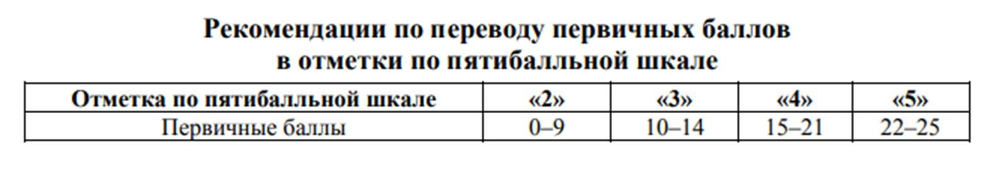 Рекомендации по переводу первичных баллов
в отметки по пятибалльной шкале
Отметка по пятибалльной шкале «2» «3» «4» «5»
Первичные баллы 0–9 10–14 15–21 22–25